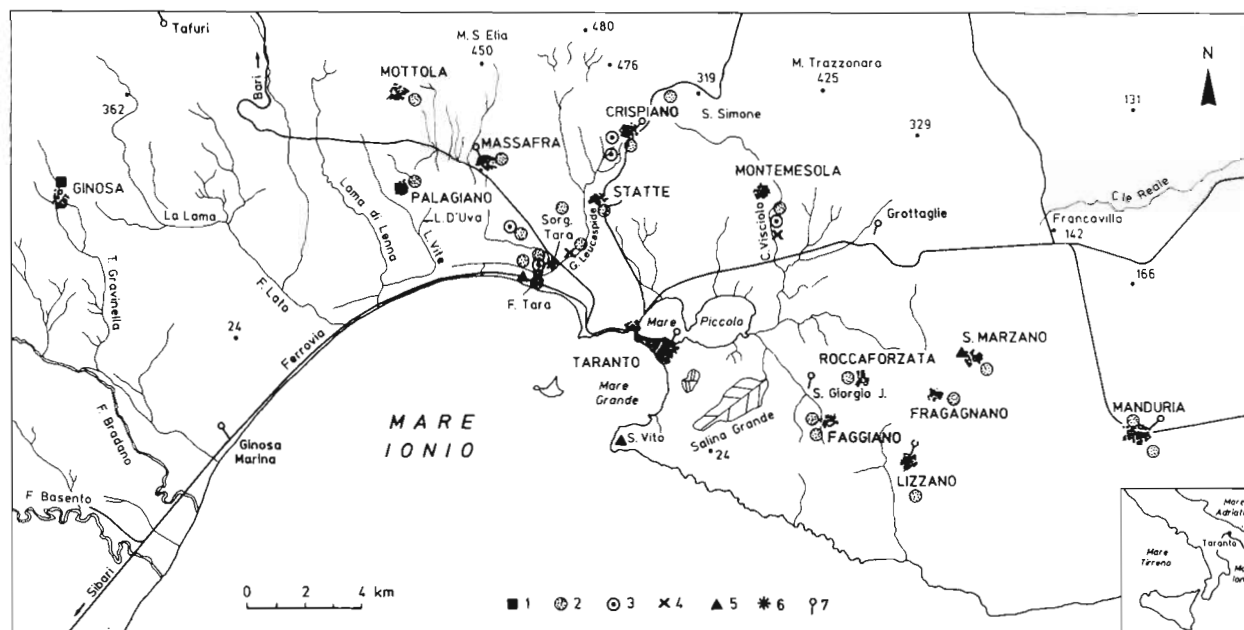 Tafuri
480
M. S Elia
450
476
N
Bari
MOTTOLA
M. Trazzonara
425
319
362
CRISPIANO
S. Simone
131
329
MASSAFRA
GINOSA
PALAGIANO
STATTE
MONTEMESOLA
C.le Reale
La Lama
Lama di Lenna
L. D'Uva
L. Vite
Sorg.
Tara
G. Leucaspide
C. Visciolo
Grottaglie
Francavilla
142
T. Gravinella
F. Lato
F. Tara
166
24
Ferrovia
Mare Piccolo
S. MARZANO
TARANTO
ROCCAFORZATA
Mare
Grande
S. Giorgio J.
FRAGAGNANO
MANDURIA
F. Bradano
MARE
IONIO
Ginosa
Marina
S. Vito
Salina Grande
24
FAGGIANO
LIZZANO
F. Basento
Mare
Adriati
Taranto
Mare
Tirreno
Ma
Ion
Sibari
0 2 4 km
1 2 3 4 5 6 7